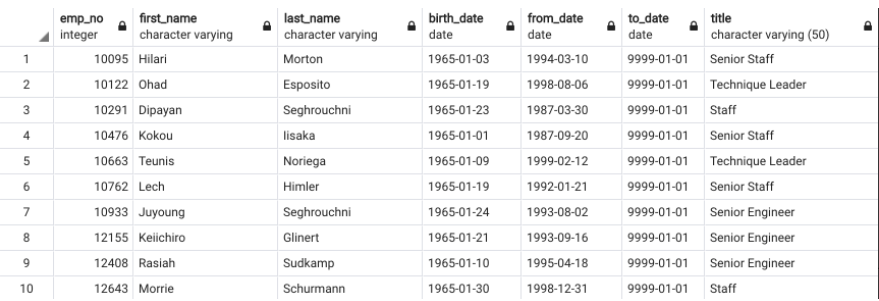 emp_no first_name last_name birth_date from_date to_date title
integer character varying character varying date date date character varying (50)
1 10095 Hilari Morton 1965-01-03 1994-03-10 9999-01-01 Senior Staff
2 10122 Ohad Esposito 1965-01-19 1998-08-06 9999-01-01 Technique Leader
3 10291 Dipayan Seghrouchni 1965-01-23 1987-03-30 9999-01-01 Staff
4 10476 Kokou Iisaka 1965-01-01 1987-09-20 9999-01-01 Senior Staff
5 10663 Teunis Noriega 1965-01-09 1999-02-12 9999-01-01 Technique Leader
6 10762 Lech Himler 1965-01-19 1992-01-21 9999-01-01 Senior Staff
7 10933 Juyoung Seghrouchni 1965-01-24 1993-08-02 9999-01-01 Senior Engineer
8 12155 Keiichiro Glinert 1965-01-21 1993-09-16 9999-01-01 Senior Engineer
9 12408 Rasiah Sudkamp 1965-01-10 1995-04-18 9999-01-01 Senior Engineer
10 12643 Morrie Schurmann 1965-01-30 1998-12-31 9999-01-01 Staff